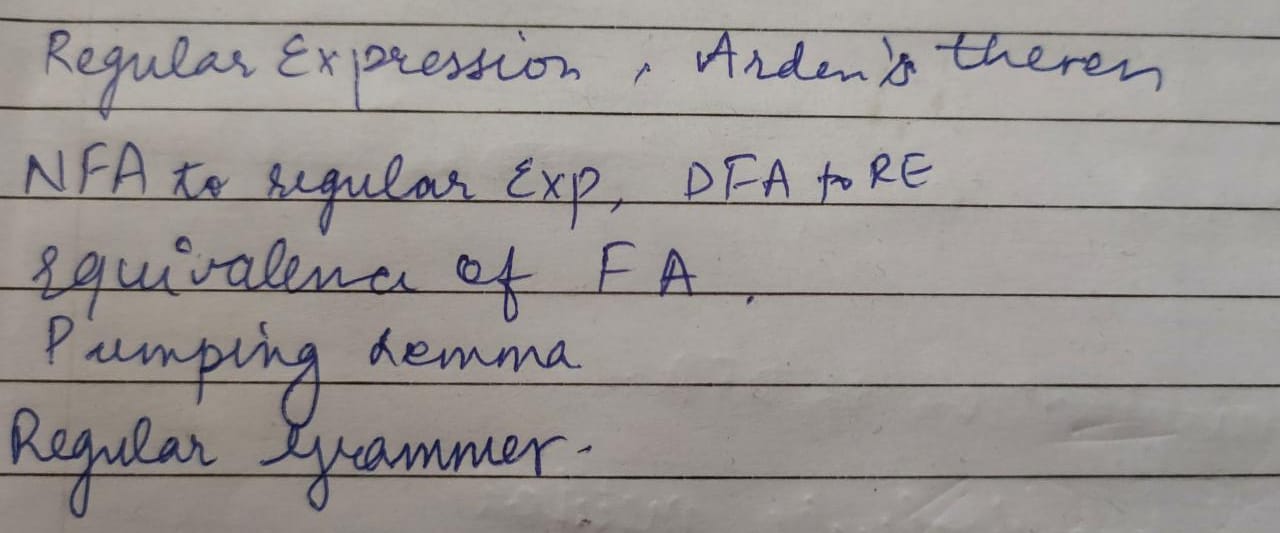 Regular Expression, Arden's theren
NFA to regular Exp, DFA to RE
equivalence of FA.
Pumping Lemma
Regular Grammer.